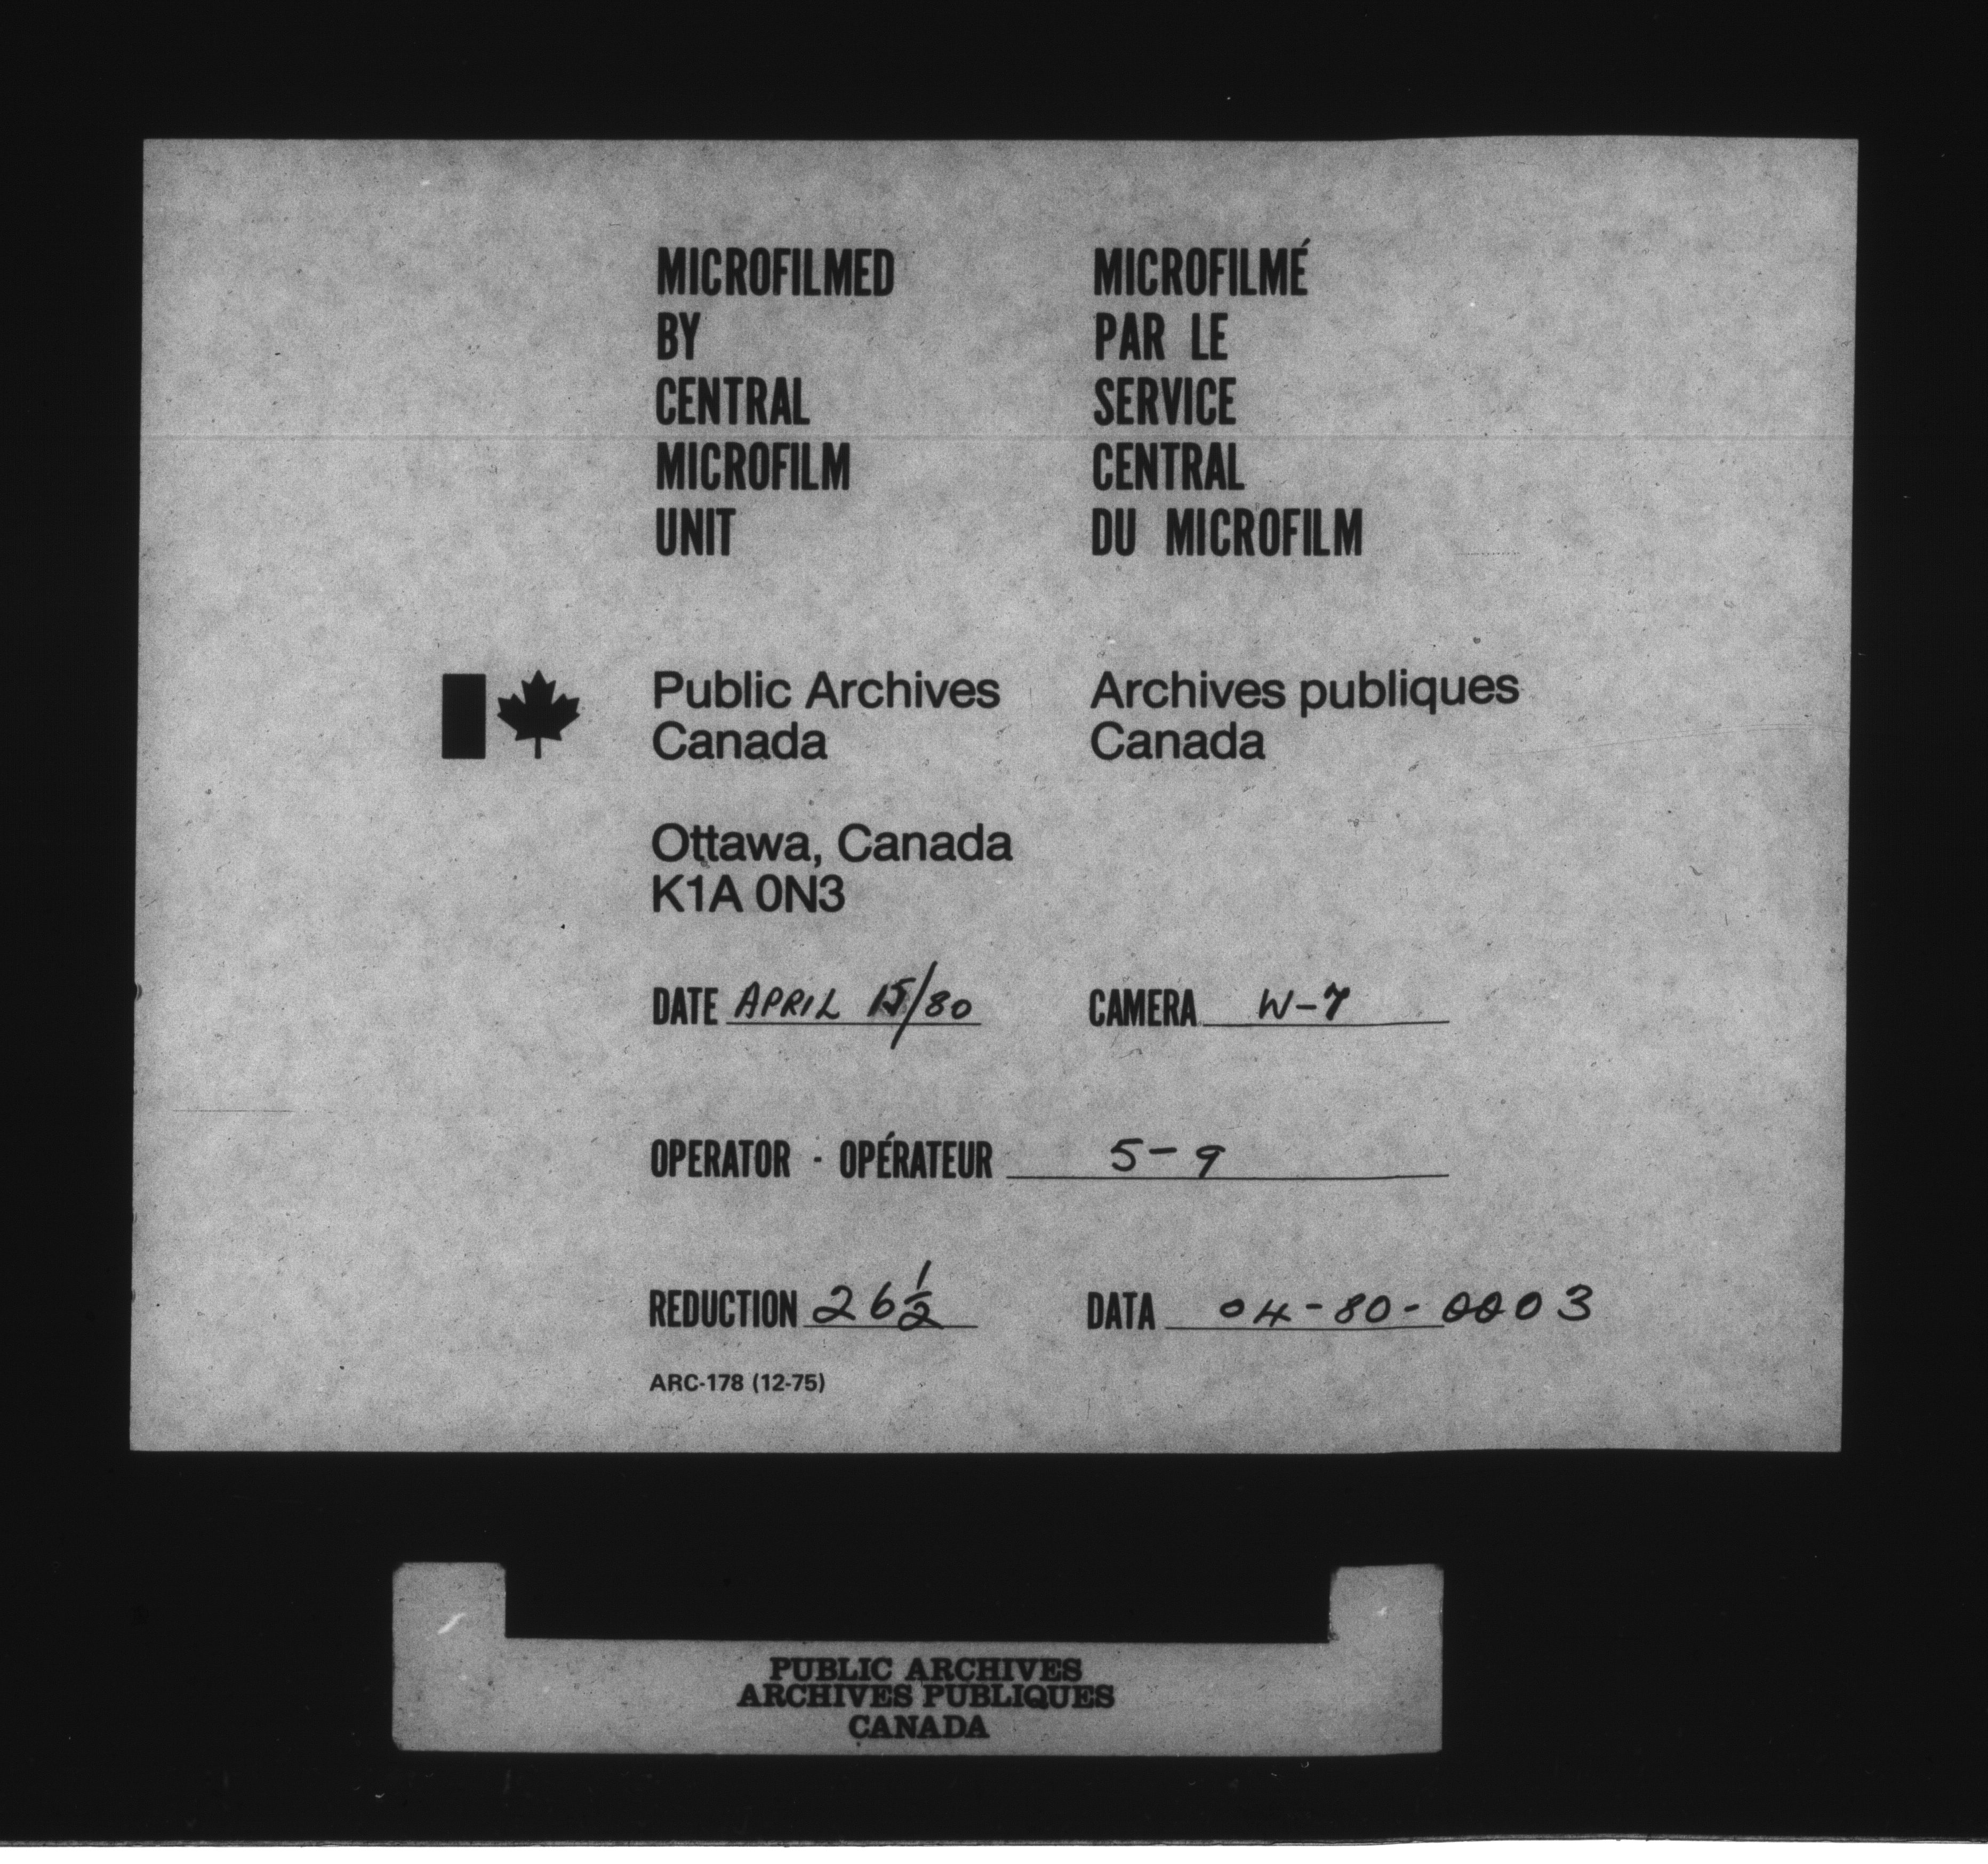 MICROFILMED
BY
CENTRAL
MICROFILM
UNIT
MICROFILMÉ
PAR LE
SERVICE
CENTRAL
DU MICROFILM
Public Archives
Canada
Archives publiques
Canada
Ottawa, Canada
K1A 0N3
DATE APRIL 15/80
CAMERA W-7
OPERATOR - OPÉRATEUR 5-9
REDUCTION 26 1/2
DATA 04-80-0003
ARC-178 (12-75)
PUBLIC ARCHIVES
ARCHIVES PUBLIQUES
CANADA